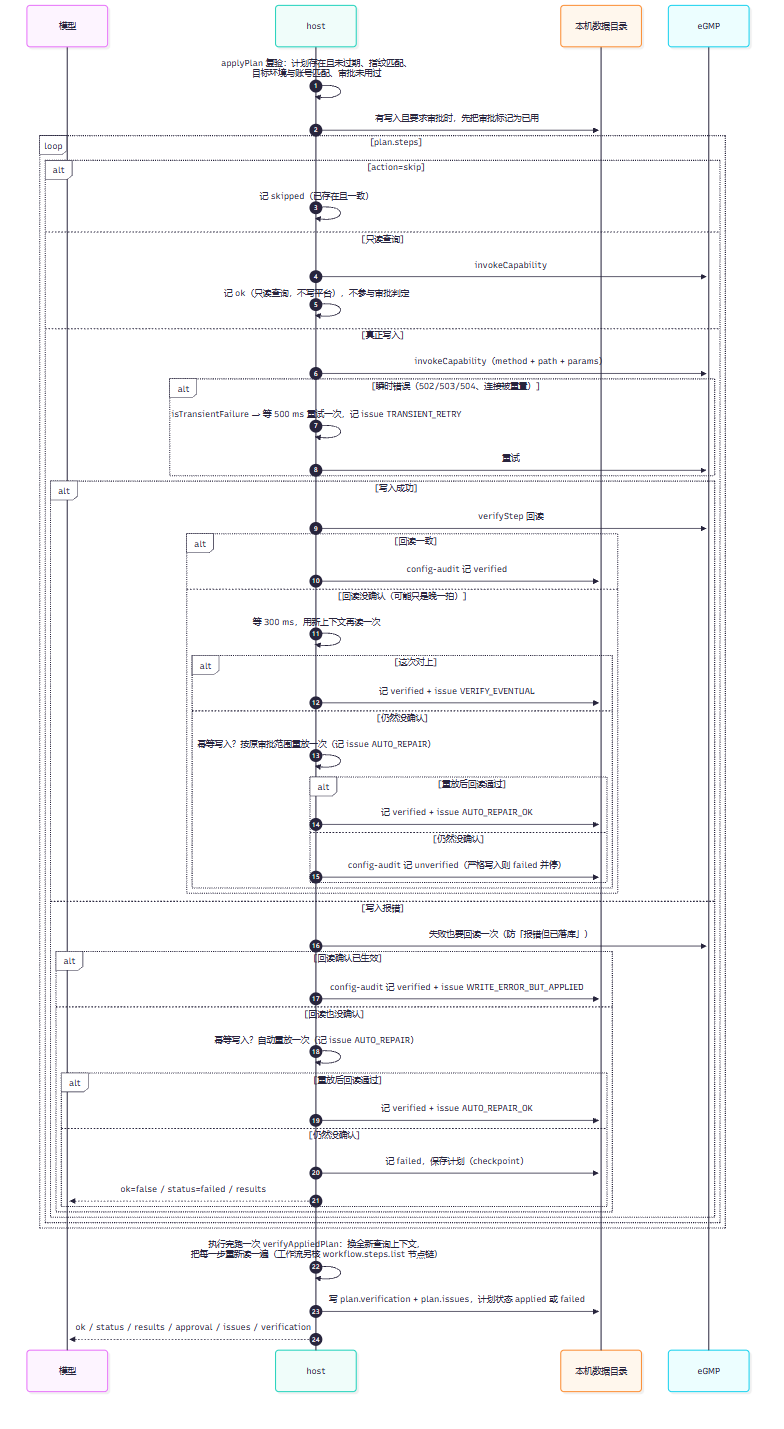 模型
host
本机数据目录
eGMP
applyPlan 复验：计划存在且未过期、指纹匹配、
目标环境与账号匹配、审批未用过
1
有写入且要求审批时，先把审批标记为已用
2
loop
[plan.steps]
alt
[action=skip]
记 skipped（已存在且一致）
3
[只读查询]
invokeCapability
4
记 ok（只读查询，不写平台），不参与审批判定
5
[真正写入]
invokeCapability（method + path + params）
6
alt
[瞬时错误（502/503/504、连接被重置）]
isTransientFailure → 等 500 ms 重试一次，记 issue TRANSIENT_RETRY
7
重试
8
alt
[写入成功]
verifyStep 回读
9
alt
[回读一致]
config-audit 记 verified
10
[回读没确认（可能只是晚一拍）]
等 300 ms，用新上下文再读一次
11
alt
[这次对上]
记 verified + issue VERIFY_EVENTUAL
12
[仍然没确认]
幂等写入？按原审批范围重放一次（记 issue AUTO_REPAIR）
13
alt
[重放后回读通过]
记 verified + issue AUTO_REPAIR_OK
14
[仍然没确认]
config-audit 记 unverified（严格写入则 failed 并停）
15
[写入报错]
失败也要回读一次（防「报错但已落库」）
16
alt
[回读确认已生效]
config-audit 记 verified + issue WRITE_ERROR_BUT_APPLIED
17
[回读也没确认]
幂等写入？自动重放一次（记 issue AUTO_REPAIR）
18
alt
[重放后回读通过]
记 verified + issue AUTO_REPAIR_OK
19
[仍然没确认]
记 failed，保存计划（checkpoint）
20
ok=false / status=failed / results
21
执行完跑一次 verifyAppliedPlan：换全新查询上下文，
把每一步重新读一遍（工作流另核 workflow.steps.list 节点链）
22
写 plan.verification + plan.issues，计划状态 applied 或 failed
23
ok / status / results / approval / issues / verification
24
模型
host
本机数据目录
eGMP